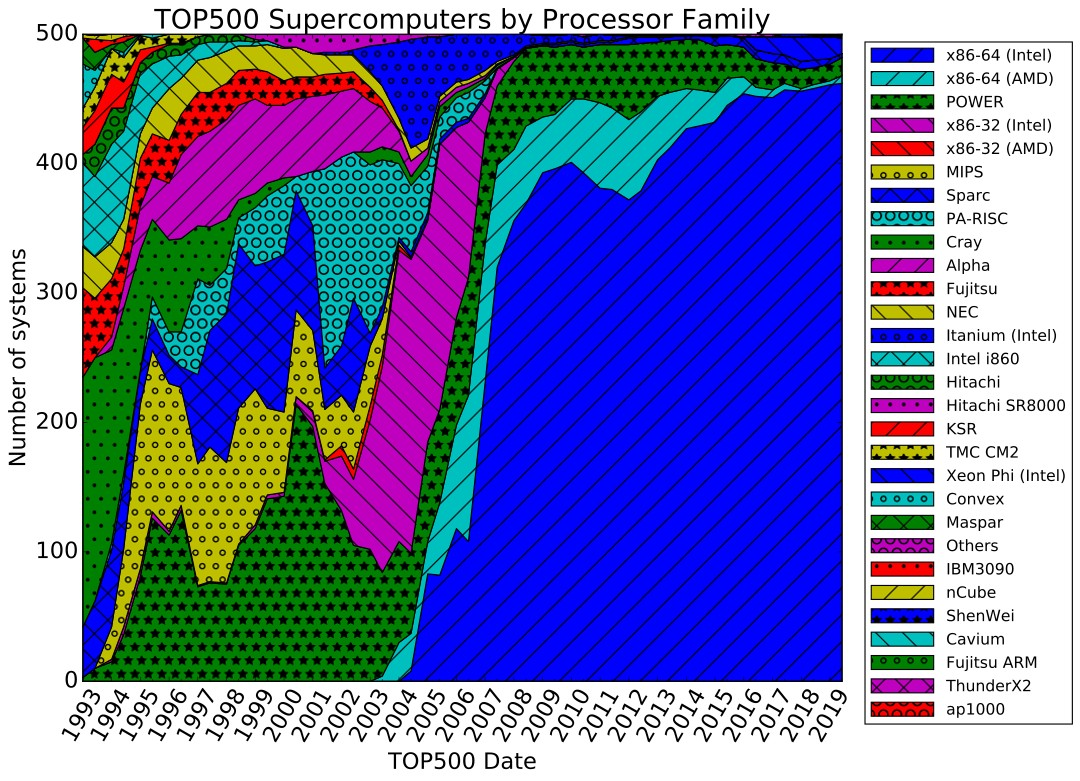 TOP500 Supercomputers by Processor Family
Number of systems
500
400
300
200
100
0
1993
1994
1995
1996
1997
1998
1999
2000
2001
2002
2003
2004
2005
2006
2007
2008
2009
2010
2011
2012
2013
2014
2015
2016
2017
2018
2019
TOP500 Date
x86-64 (Intel)
x86-64 (AMD)
POWER
x86-32 (Intel)
x86-32 (AMD)
MIPS
Sparc
PA-RISC
Cray
Alpha
Fujitsu
NEC
Itanium (Intel)
Intel i860
Hitachi
Hitachi SR8000
KSR
TMC CM2
Xeon Phi (Intel)
Convex
Maspar
Others
IBM3090
nCube
ShenWei
Cavium
Fujitsu ARM
ThunderX2
ap1000